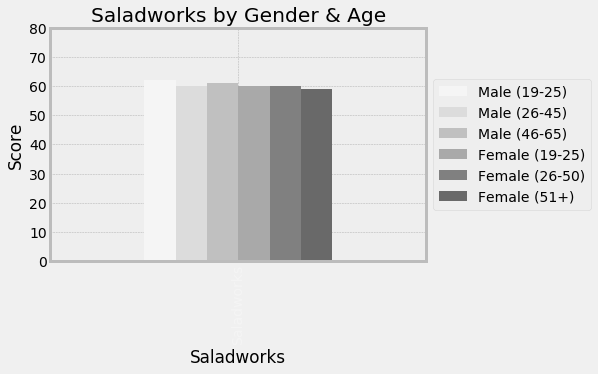 Saladworks by Gender & Age
80
70
60
50
40
30
20
10
0
Score
Male (19-25)
Male (26-45)
Male (46-65)
Female (19-25)
Female (26-50)
Female (51+)
Saladworks